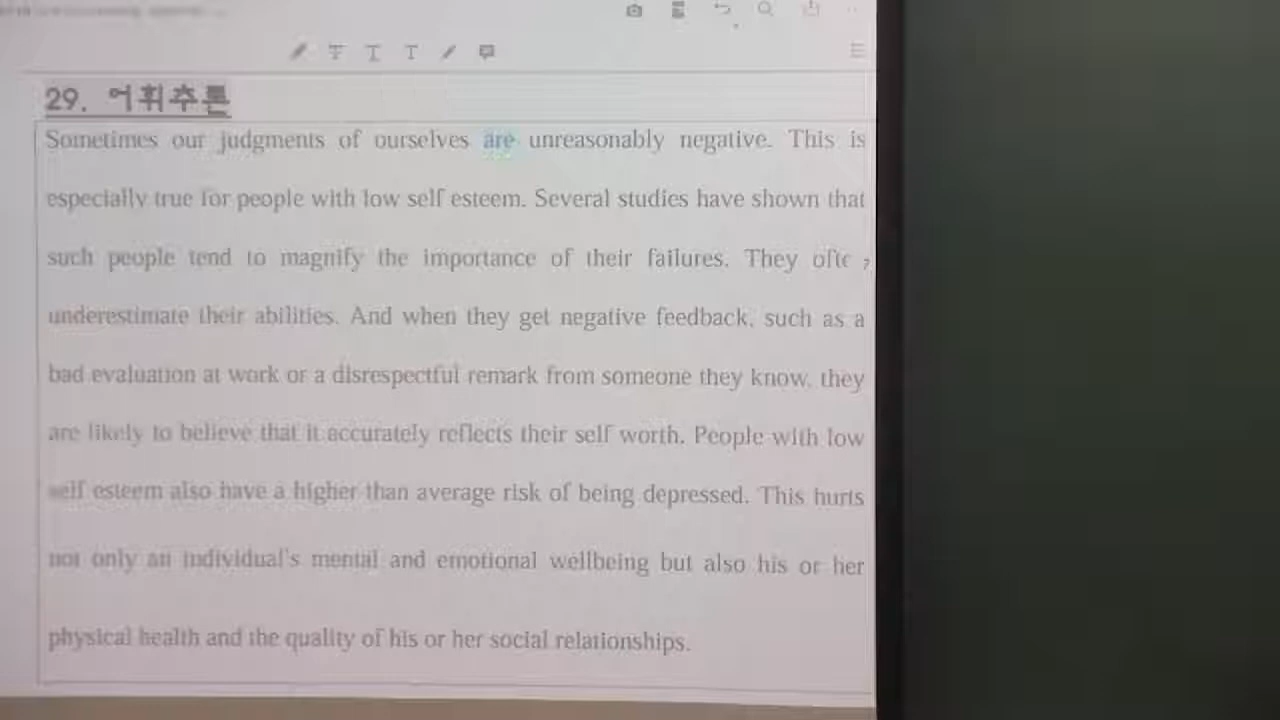 29. 어휘추론
Sometimes our judgments of ourselves are unreasonably negative. This is
especially true for people with low self esteem. Several studies have shown that
such people tend to magnify the importance of their failures. They
underestimate their abilities. And when they get negative feedback, such as a
bad evaluation at work or a disrespectful remark from someone they know, they
are likely to believe that it accurately reflects their self worth. People with low
self esteem also have a higher than average risk of being depressed. This hurts
not only an individual's mental and emotional wellbeing but also his or her
physical health and the quality of his or her social relationships.